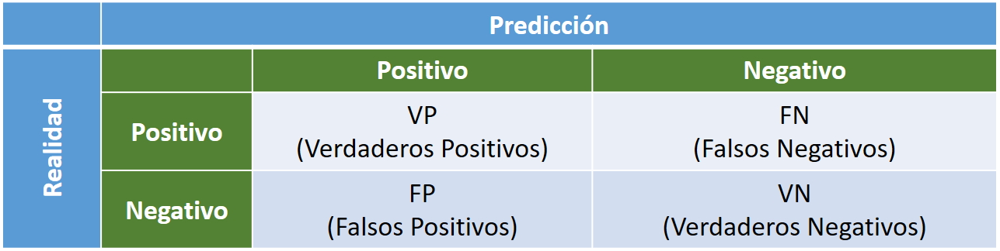 Predicción
Realidad
Positivo
Negativo
Positivo
VP
(Verdaderos Positivos)
FN
(Falsos Negativos)
Negativo
FP
(Falsos Positivos)
VN
(Verdaderos Negativos)